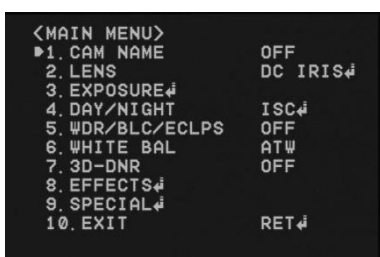 <MAIN MENU>
1. CAM NAME OFF
2. LENS DC IRIS↲
3. EXPOSURE↲
4. DAY/NIGHT ISC↲
5. WDR/BLC/ECLPS OFF
6. WHITE BAL ATW
7. 3D-DNR OFF
8. EFFECTS↲
9. SPECIAL↲
10. EXIT RET↲